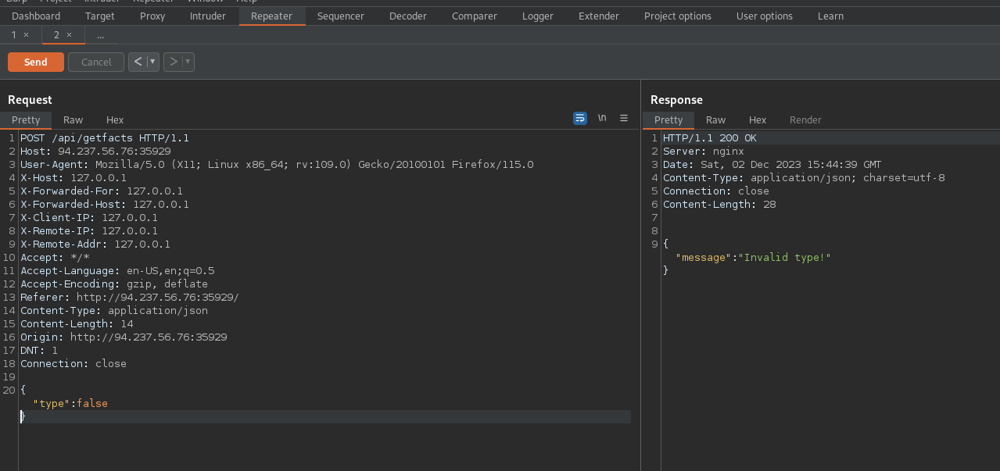 Burp Project Intruder Repeater Window Help
Dashboard Target Proxy Intruder Repeater Sequencer Decoder Comparer Logger Extender Project options User options Learn
1 × 2 × ...
Send Cancel < ▾ > ▾
Request
Pretty Raw Hex \n ≡
1 POST /api/getfacts HTTP/1.1
2 Host: 94.237.56.76:35929
3 User-Agent: Mozilla/5.0 (X11; Linux x86_64; rv:109.0) Gecko/20100101 Firefox/115.0
4 X-Host: 127.0.0.1
5 X-Forwarded-For: 127.0.0.1
6 X-Forwarded-Host: 127.0.0.1
7 X-Client-IP: 127.0.0.1
8 X-Remote-IP: 127.0.0.1
9 X-Remote-Addr: 127.0.0.1
10 Accept: */*
11 Accept-Language: en-US,en;q=0.5
12 Accept-Encoding: gzip, deflate
13 Referer: http://94.237.56.76:35929/
14 Content-Type: application/json
15 Content-Length: 14
16 Origin: http://94.237.56.76:35929
17 DNT: 1
18 Connection: close
19
20 {
"type":false
}
Response
Pretty Raw Hex Render
1 HTTP/1.1 200 OK
2 Server: nginx
3 Date: Sat, 02 Dec 2023 15:44:39 GMT
4 Content-Type: application/json; charset=utf-8
5 Connection: close
6 Content-Length: 28
7
8
9 {
"message":"Invalid type!"
}